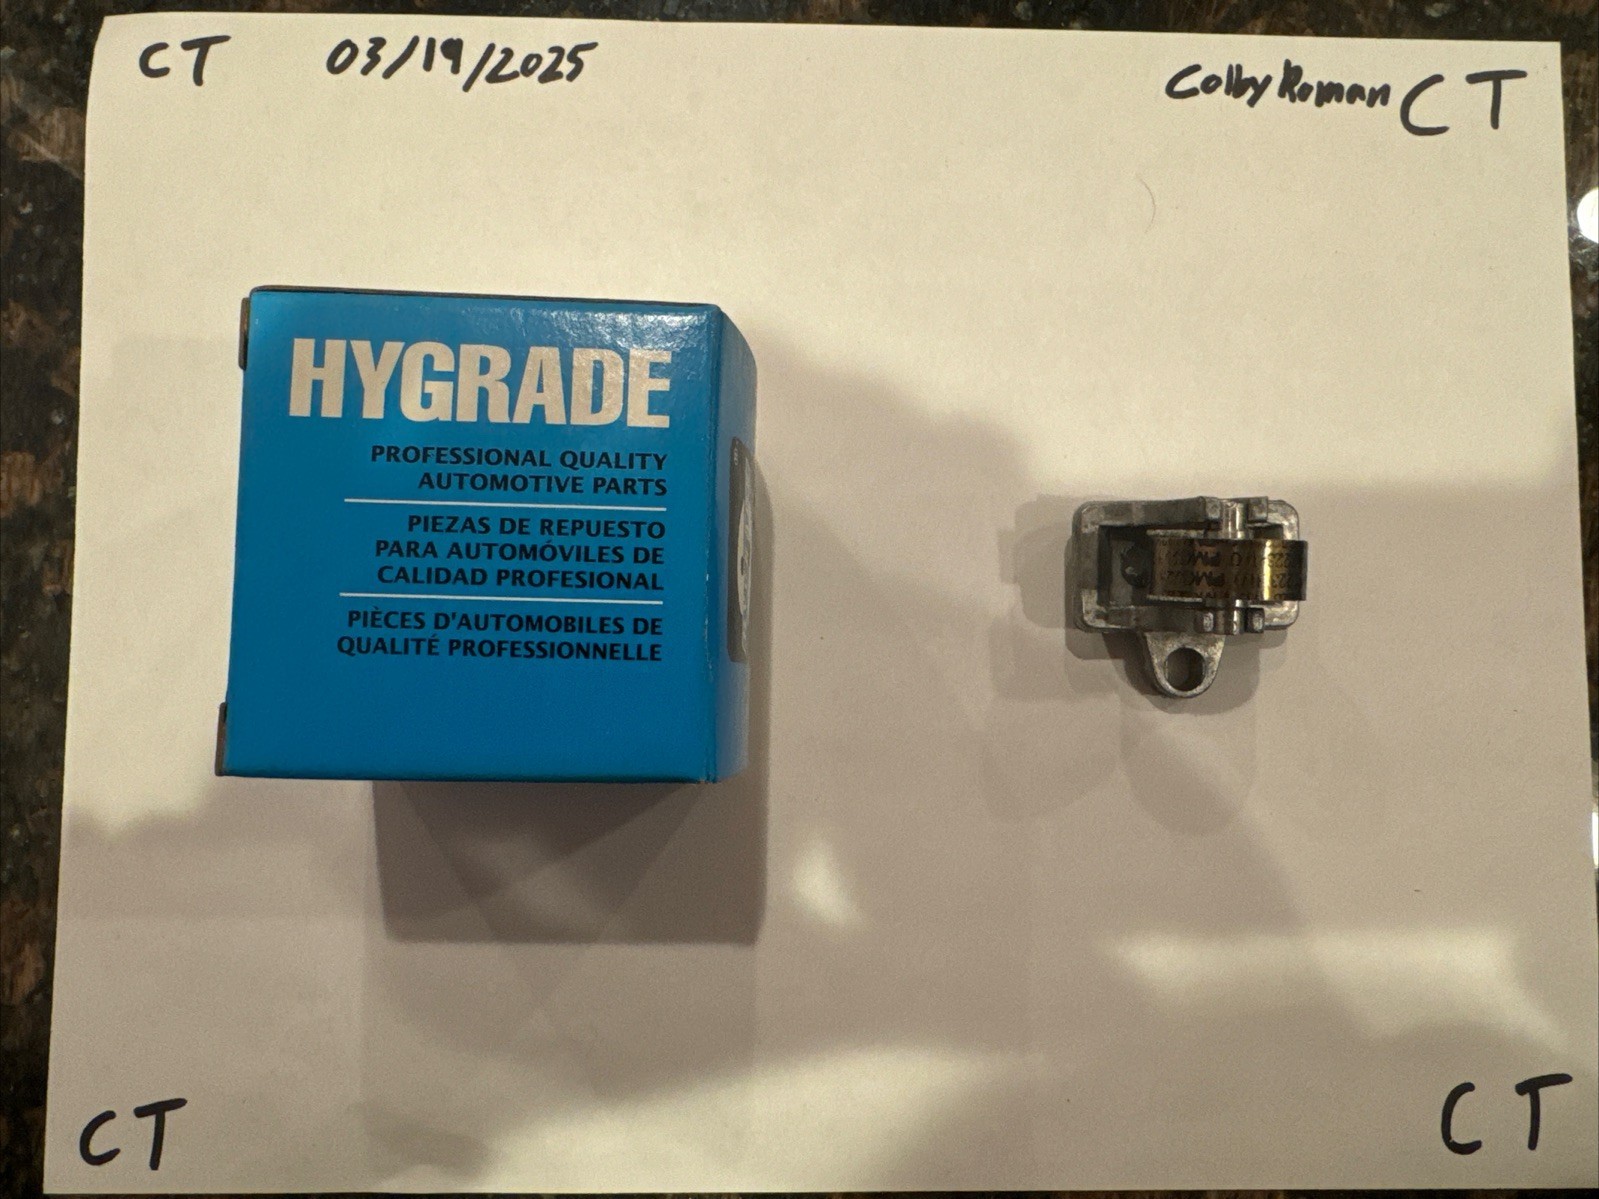 CT 03/19/2025 Colby Roman CT
HYGRADE
PROFESSIONAL QUALITY
AUTOMOTIVE PARTS
PIEZAS DE REPUESTO
PARA AUTOMÓVILES DE
CALIDAD PROFESIONAL
PIÈCES D'AUTOMOBILES DE
QUALITÉ PROFESSIONNELLE
CT CT